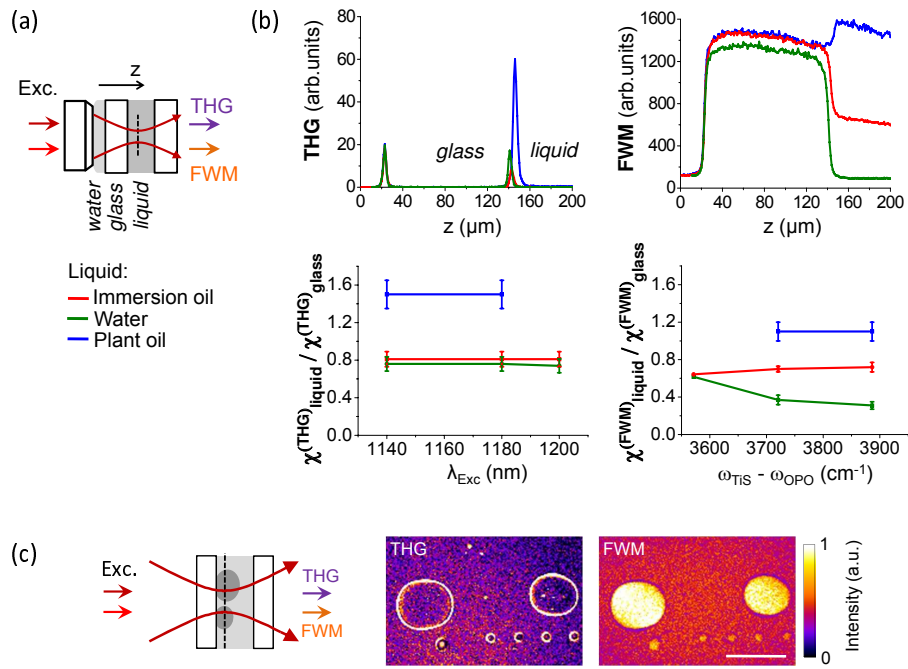 (a)
z
Exc.
THG
FWM
water
glass
liquid
Liquid:
Immersion oil
Water
Plant oil
(b)
THG (arb.units)
80
60
40
20
0
glass liquid
0 40 80 120 160 200
z (µm)
FWM (arb.units)
1600
1200
800
400
0
0 40 80 120 160 200
z (µm)
χ(THG)liquid / χ(THG)glass
1.6
1.2
0.8
0.4
0.0
1140 1160 1180 1200
λExc (nm)
χ(FWM)liquid / χ(FWM)glass
1.6
1.2
0.8
0.4
0.0
3600 3700 3800 3900
ωTiS - ωOPO (cm-1)
(c)
Exc.
THG
FWM
THG
FWM
1
0
Intensity (a.u.)